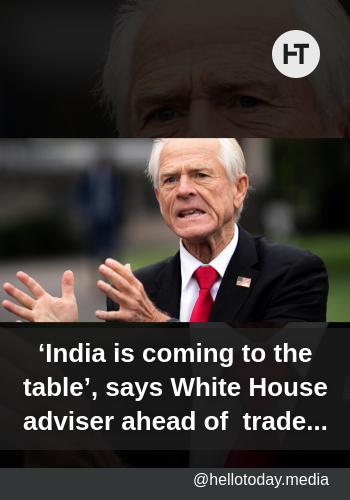 HT
‘India is coming to the
table’, says White House
adviser ahead of  trade...
@hellotoday.media